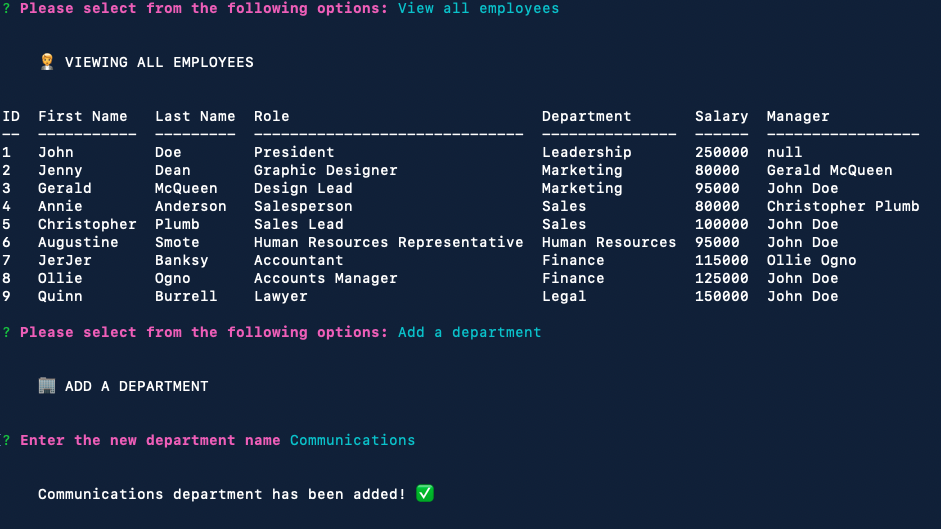 ? Please select from the following options: View all employees
VIEWING ALL EMPLOYEES
ID First Name Last Name Role Department Salary Manager
-- ----------- --------- ------------------------------ --------------- ------ -----------------
1 John Doe President Leadership 250000 null
2 Jenny Dean Graphic Designer Marketing 80000 Gerald McQueen
3 Gerald McQueen Design Lead Marketing 95000 John Doe
4 Annie Anderson Salesperson Sales 80000 Christopher Plumb
5 Christopher Plumb Sales Lead Sales 100000 John Doe
6 Augustine Smote Human Resources Representative Human Resources 95000 John Doe
7 JerJer Banksy Accountant Finance 115000 Ollie Ogno
8 Ollie Ogno Accounts Manager Finance 125000 John Doe
9 Quinn Burrell Lawyer Legal 150000 John Doe
? Please select from the following options: Add a department
ADD A DEPARTMENT
? Enter the new department name Communications
Communications department has been added! ✅